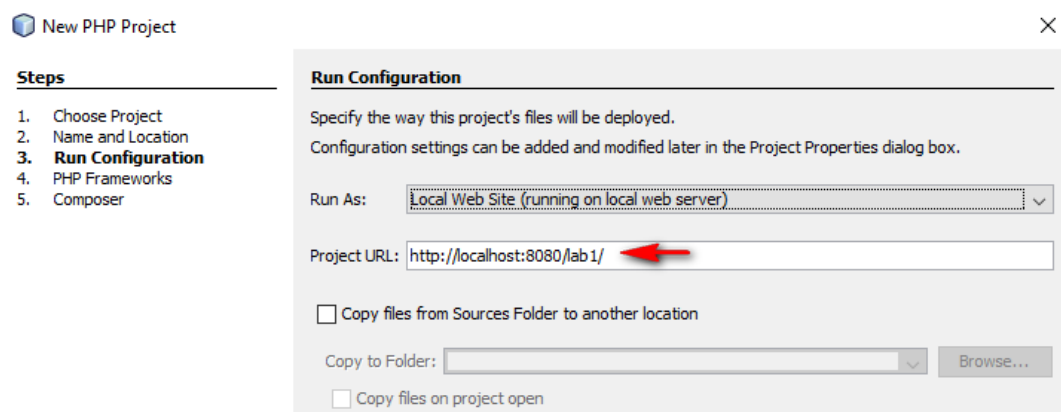 New PHP Project
Steps
1. Choose Project
2. Name and Location
3. Run Configuration
4. PHP Frameworks
5. Composer
Run Configuration
Specify the way this project's files will be deployed.
Configuration settings can be added and modified later in the Project Properties dialog box.
Run As: Local Web Site (running on local web server)
Project URL: http://localhost:8080/lab1/
Copy files from Sources Folder to another location
Copy to Folder: Browse...
Copy files on project open